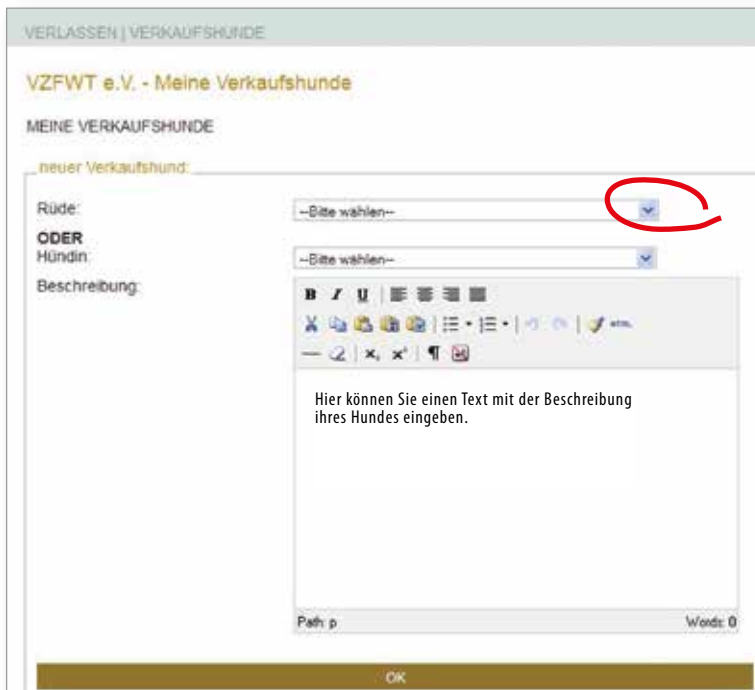 VERLASSEN | VERKAUFSHUNDE
VZFWT e.V. - Meine Verkaufshunde
MEINE VERKAUFSHUNDE
neuer Verkaufshund:
Rüde: --Bitte wählen--
ODER
Hündin: --Bitte wählen--
Beschreibung:
B I U
HTML
x, x'
¶
Hier können Sie einen Text mit der Beschreibung
ihres Hundes eingeben.
Path: p Words: 0
OK